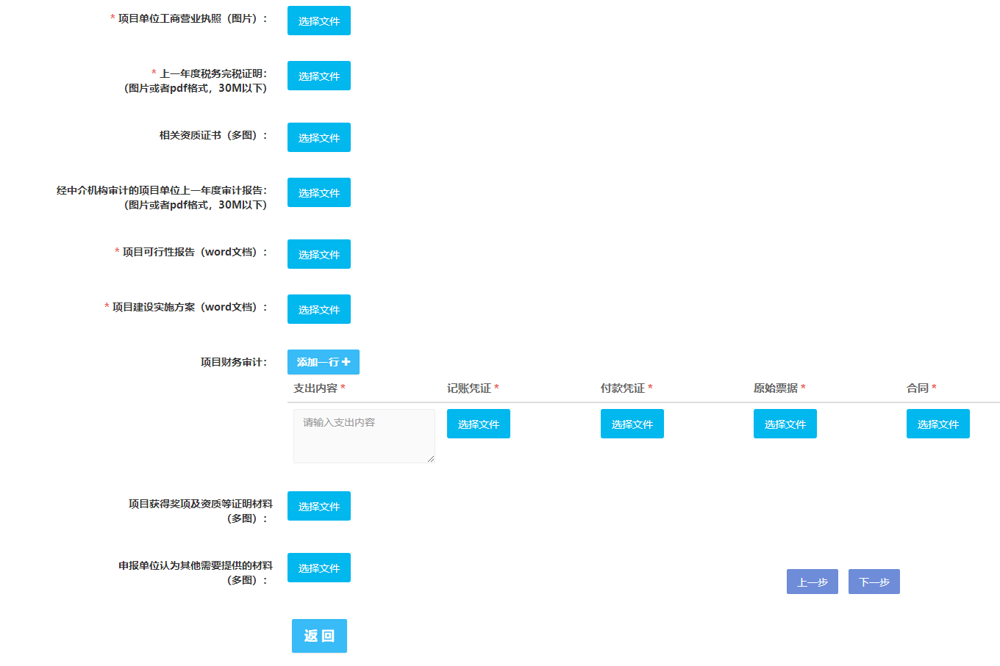 * 项目单位工商营业执照（图片）：
选择文件
* 上一年度税务完税证明：
（图片或者pdf格式，30M以下）
选择文件
相关资质证书（多图）：
选择文件
经中介机构审计的项目单位上一年度审计报告：
（图片或者pdf格式，30M以下）
选择文件
* 项目可行性报告（word文档）：
选择文件
* 项目建设实施方案（word文档）：
选择文件
项目财务审计：
添加一行
支出内容 * 记账凭证 * 付款凭证 * 原始票据 * 合同 *
请输入支出内容 选择文件 选择文件 选择文件 选择文件
项目获得奖项及资质等证明材料
（多图）：
选择文件
申报单位认为其他需要提供的材料
（多图）：
选择文件
上一步 下一步
返 回